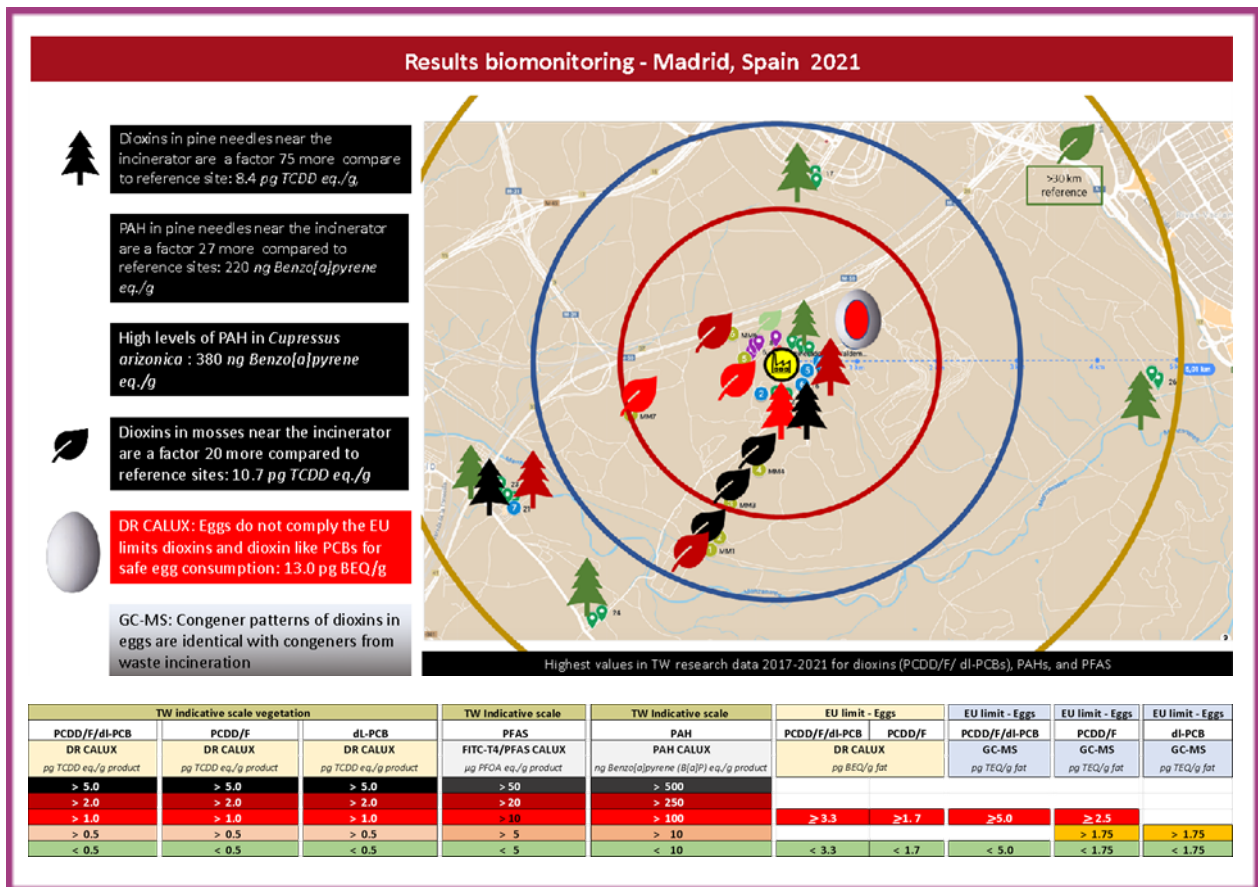 Results biomonitoring - Madrid, Spain 2021
Dioxins in pine needles near the
incinerator are a factor 75 more compare
to reference site: 8.4 pg TCDD eq./g,
PAH in pine needles near the incinerator
are a factor 27 more compared to
reference sites: 220 ng Benzo[a]pyrene
eq./g
High levels of PAH in Cupressus
arizonica : 380 ng Benzo[a]pyrene
eq./g
Dioxins in mosses near the incinerator
are a factor 20 more compared to
reference sites: 10.7 pg TCDD eq./g
DR CALUX: Eggs do not comply the EU
limits dioxins and dioxin like PCBs for
safe egg consumption: 13.0 pg BEQ/g
GC-MS: Congener patterns of dioxins in
eggs are identical with congeners from
waste incineration
>30 km
reference
17
5
2
MM7
4 km
26
MM4
MM3
MM1
7
21
Highest values in TW research data 2017-2021 for dioxins (PCDD/F/ dl-PCBs), PAHs, and PFAS
TW indicative scale vegetation TW Indicative scale TW Indicative scale EU limit - Eggs EU limit - Eggs EU limit - Eggs EU limit - Eggs
PCDD/F/dl-PCB PCDD/F dL-PCB PFAS PAH PCDD/F/dl-PCB PCDD/F PCDD/F/dl-PCB PCDD/F dl-PCB
DR CALUX DR CALUX DR CALUX FITC-T4/PFAS CALUX PAH CALUX DR CALUX GC-MS GC-MS GC-MS
pg TCDD eq./g product pg TCDD eq./g product pg TCDD eq./g product µg PFOA eq./g product ng Benzo[a]pyrene (B[a]P) eq./g product pg BEQ/g fat pg TEQ/g fat pg TEQ/g fat pg TEQ/g fat
> 5.0 > 5.0 > 5.0 > 50 > 500
> 2.0 > 2.0 > 2.0 > 20 > 250
> 1.0 > 1.0 > 1.0 > 10 > 100 ≥ 3.3 ≥1.7 ≥5.0 ≥ 2.5
> 0.5 > 0.5 > 0.5 > 5 > 10 > 1.75 > 1.75
< 0.5 < 0.5 < 0.5 < 5 < 10 < 3.3 < 1.7 < 5.0 < 1.75 < 1.75